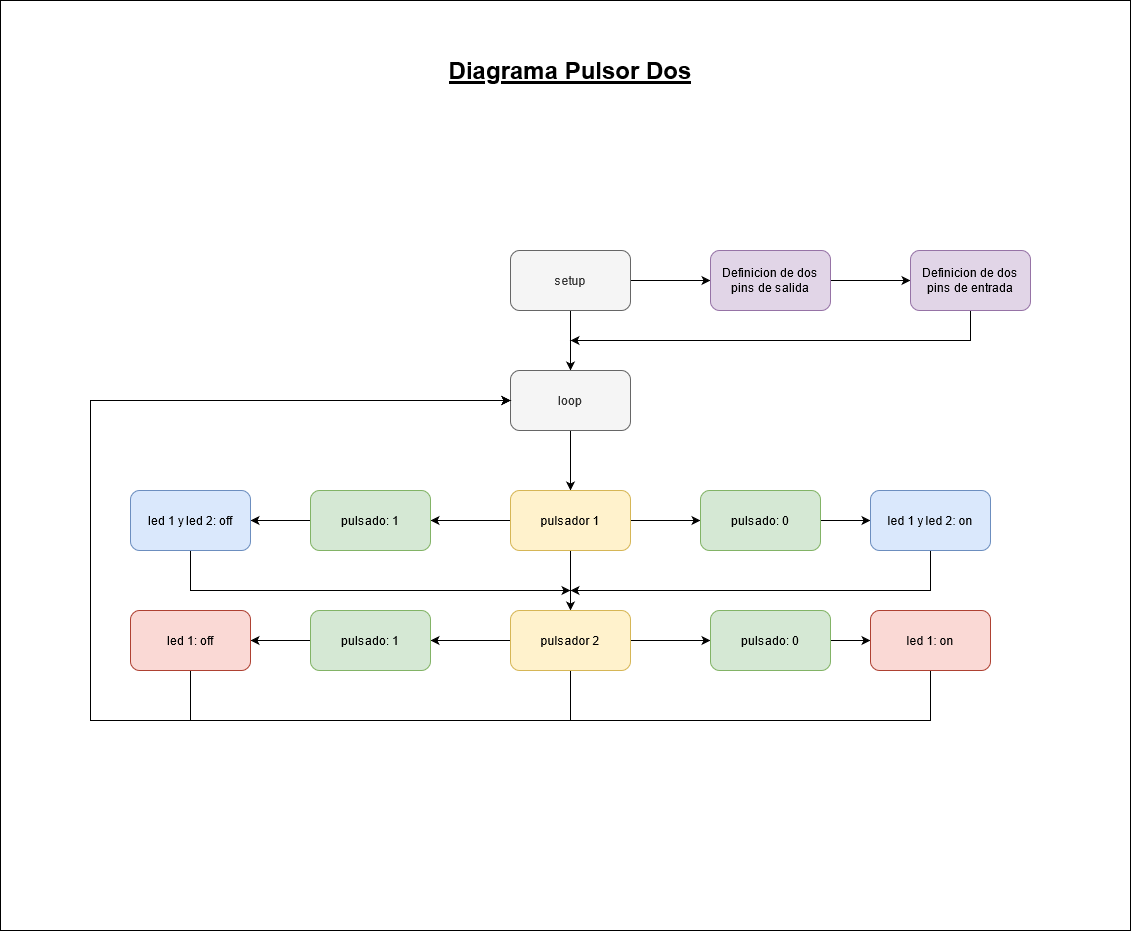 Diagrama Pulsor Dos
setup
Definicion de dos
pins de salida
Definicion de dos
pins de entrada
loop
led 1 y led 2: off
pulsado: 1
pulsador 1
pulsado: 0
led 1 y led 2: on
led 1: off
pulsado: 1
pulsador 2
pulsado: 0
led 1: on